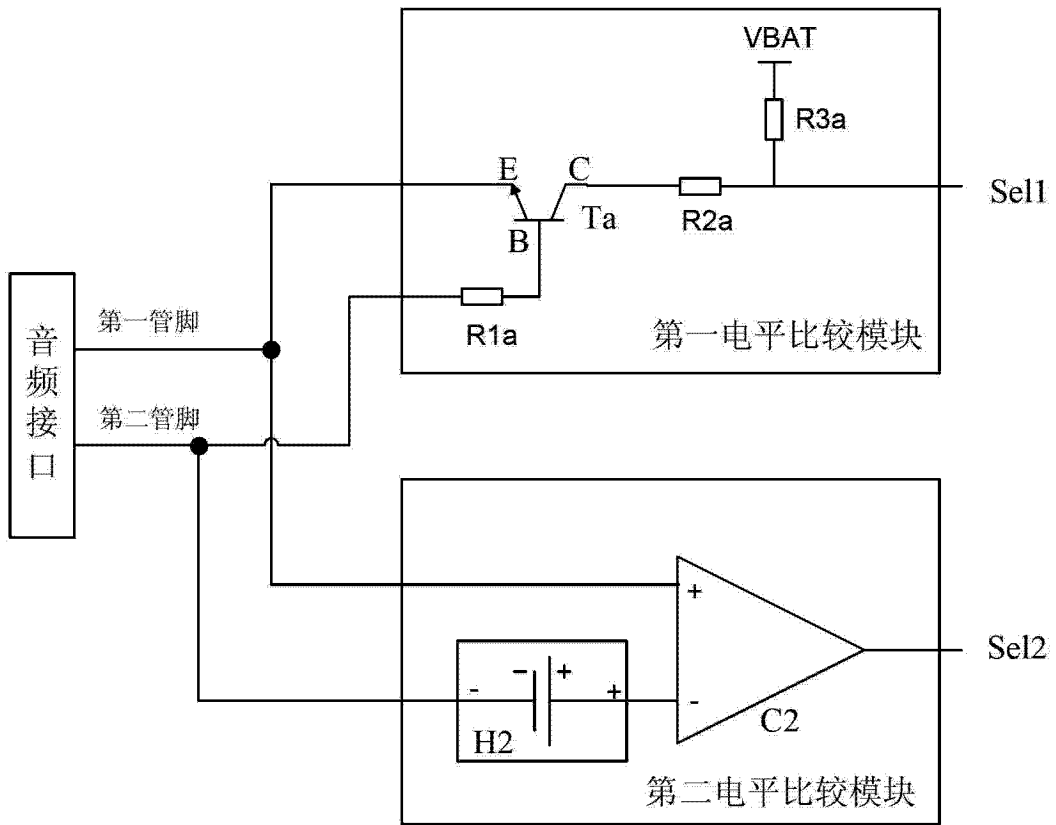 VBAT
R3a
E
C
Ta
B
R2a
Sel1
R1a
第一电平比较模块
音频接口
第一管脚
第二管脚
+
-
C2
Sel2
-
-
+
+
H2
第二电平比较模块